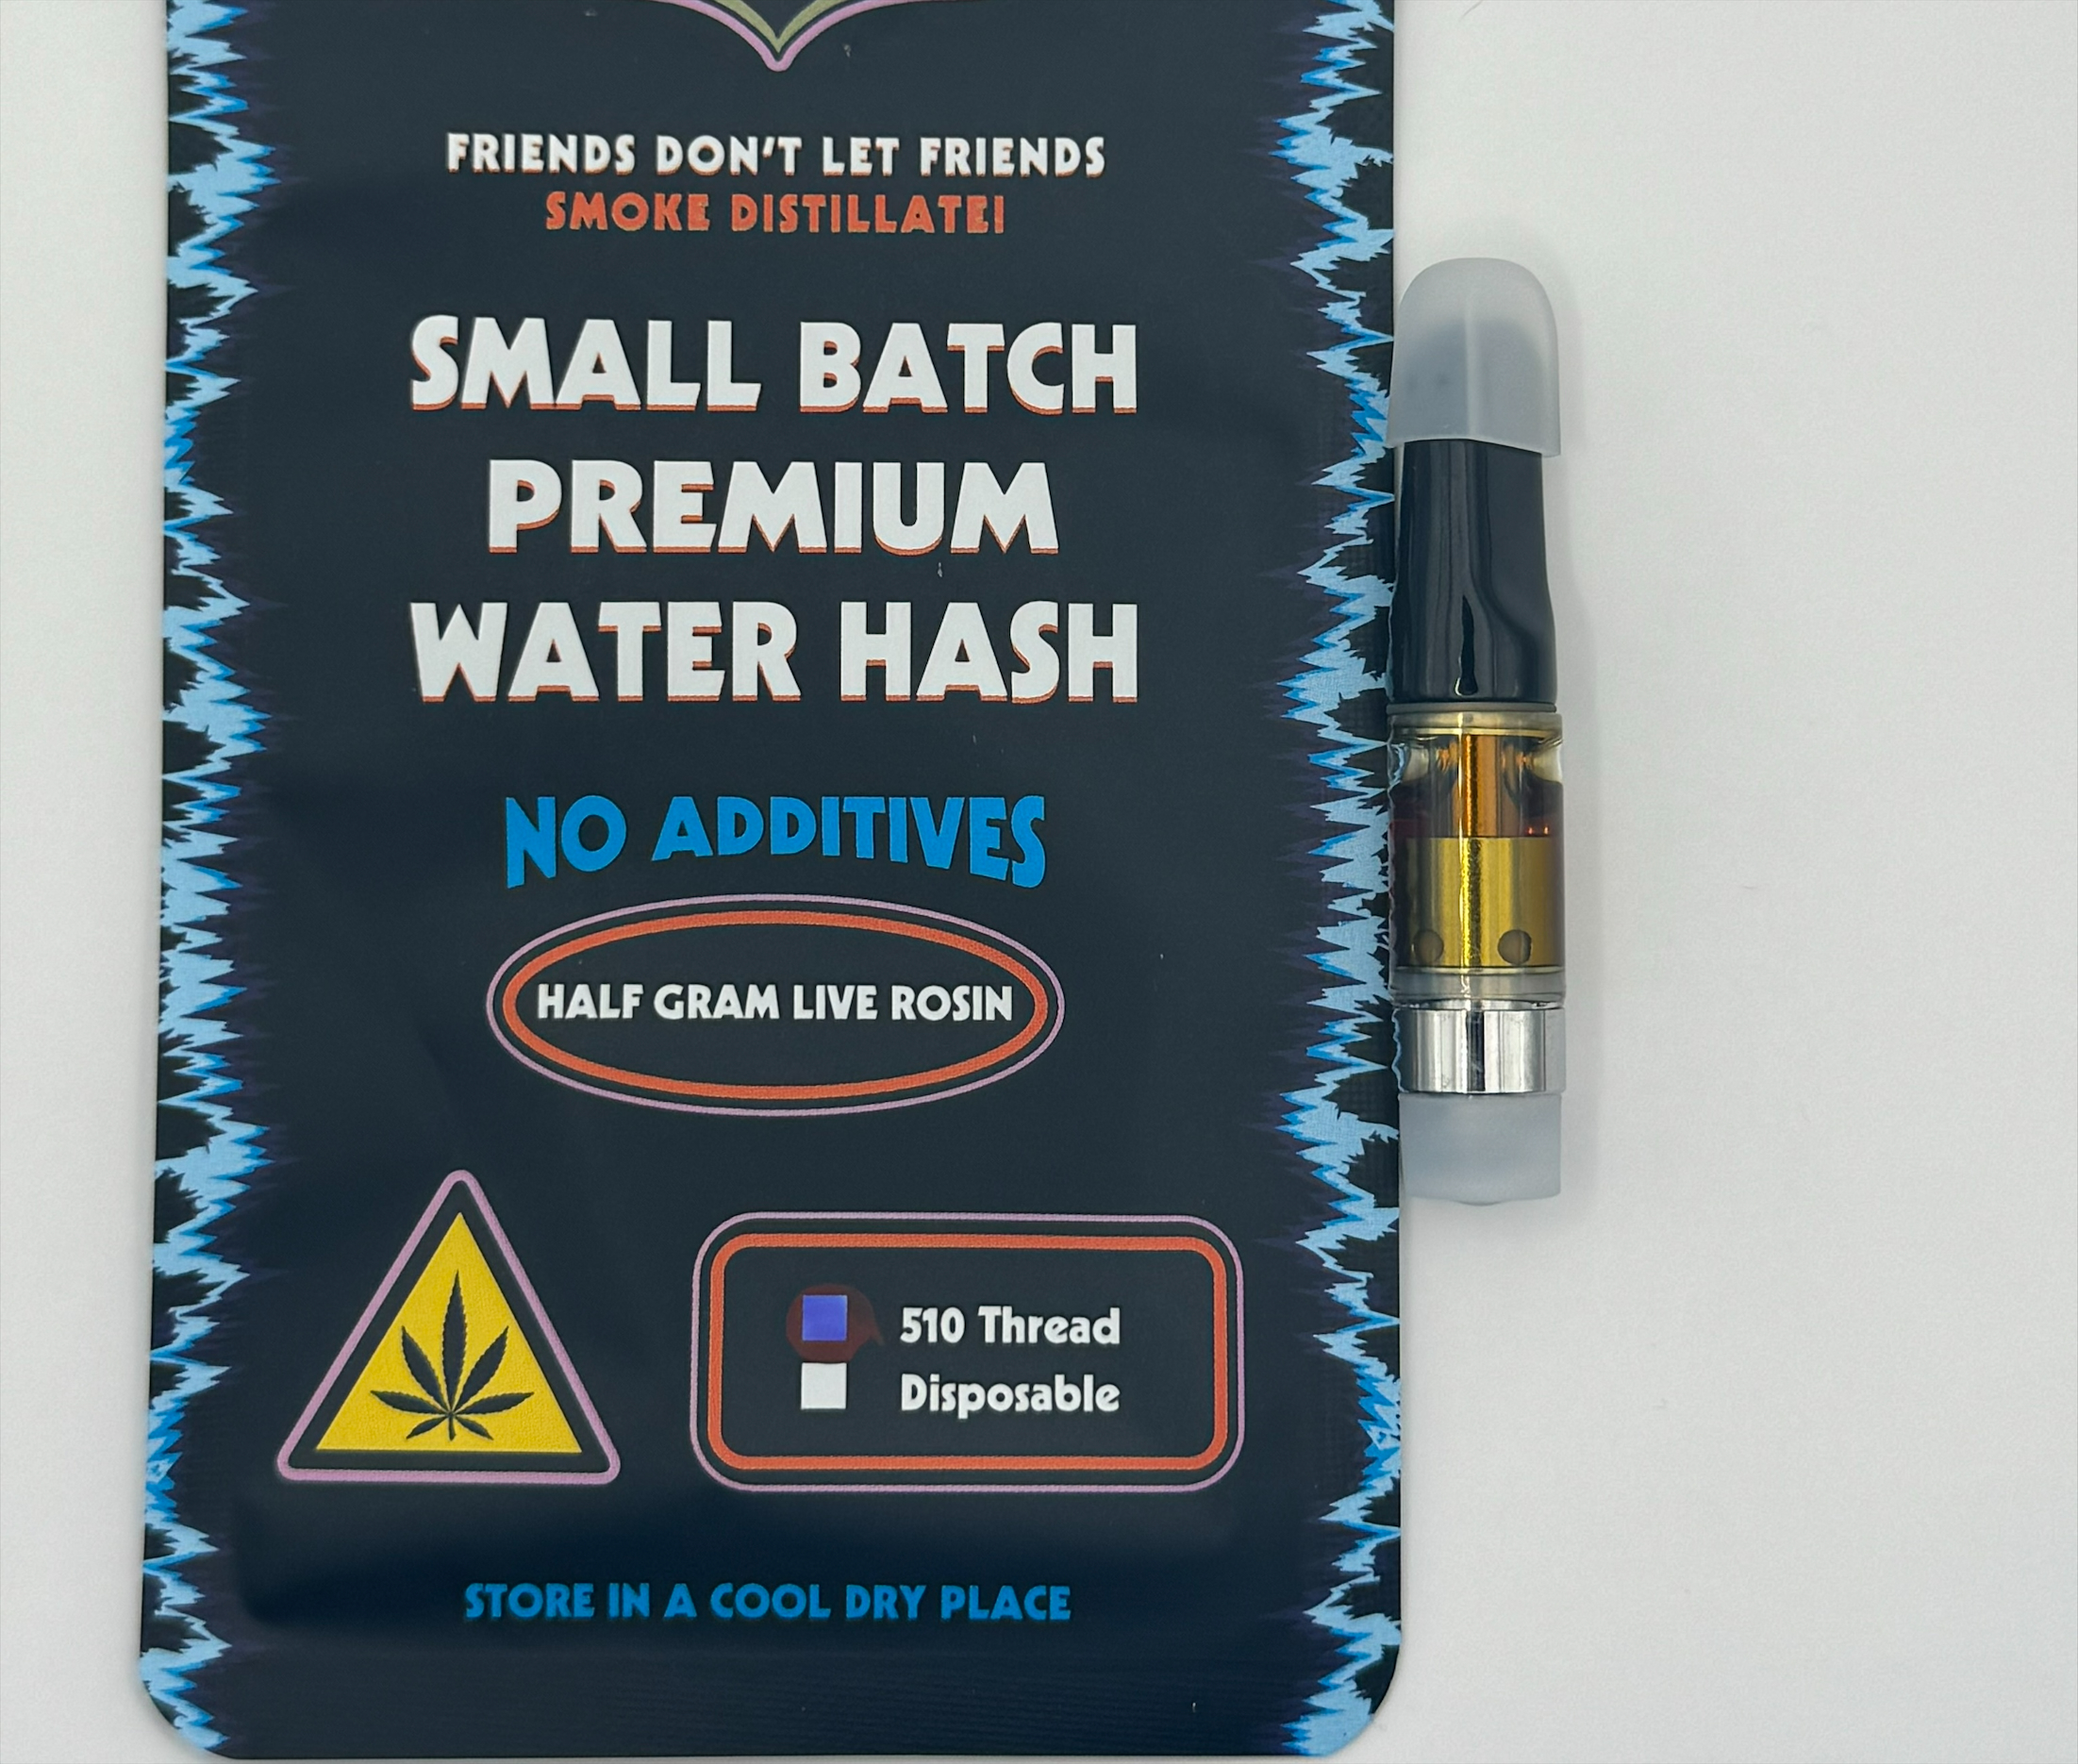 FRIENDS DON'T LET FRIENDS
SMOKE DISTILLATE!
SMALL BATCH
PREMIUM
WATER HASH
NO ADDITIVES
HALF GRAM LIVE ROSIN
510 Thread
Disposable
STORE IN A COOL DRY PLACE